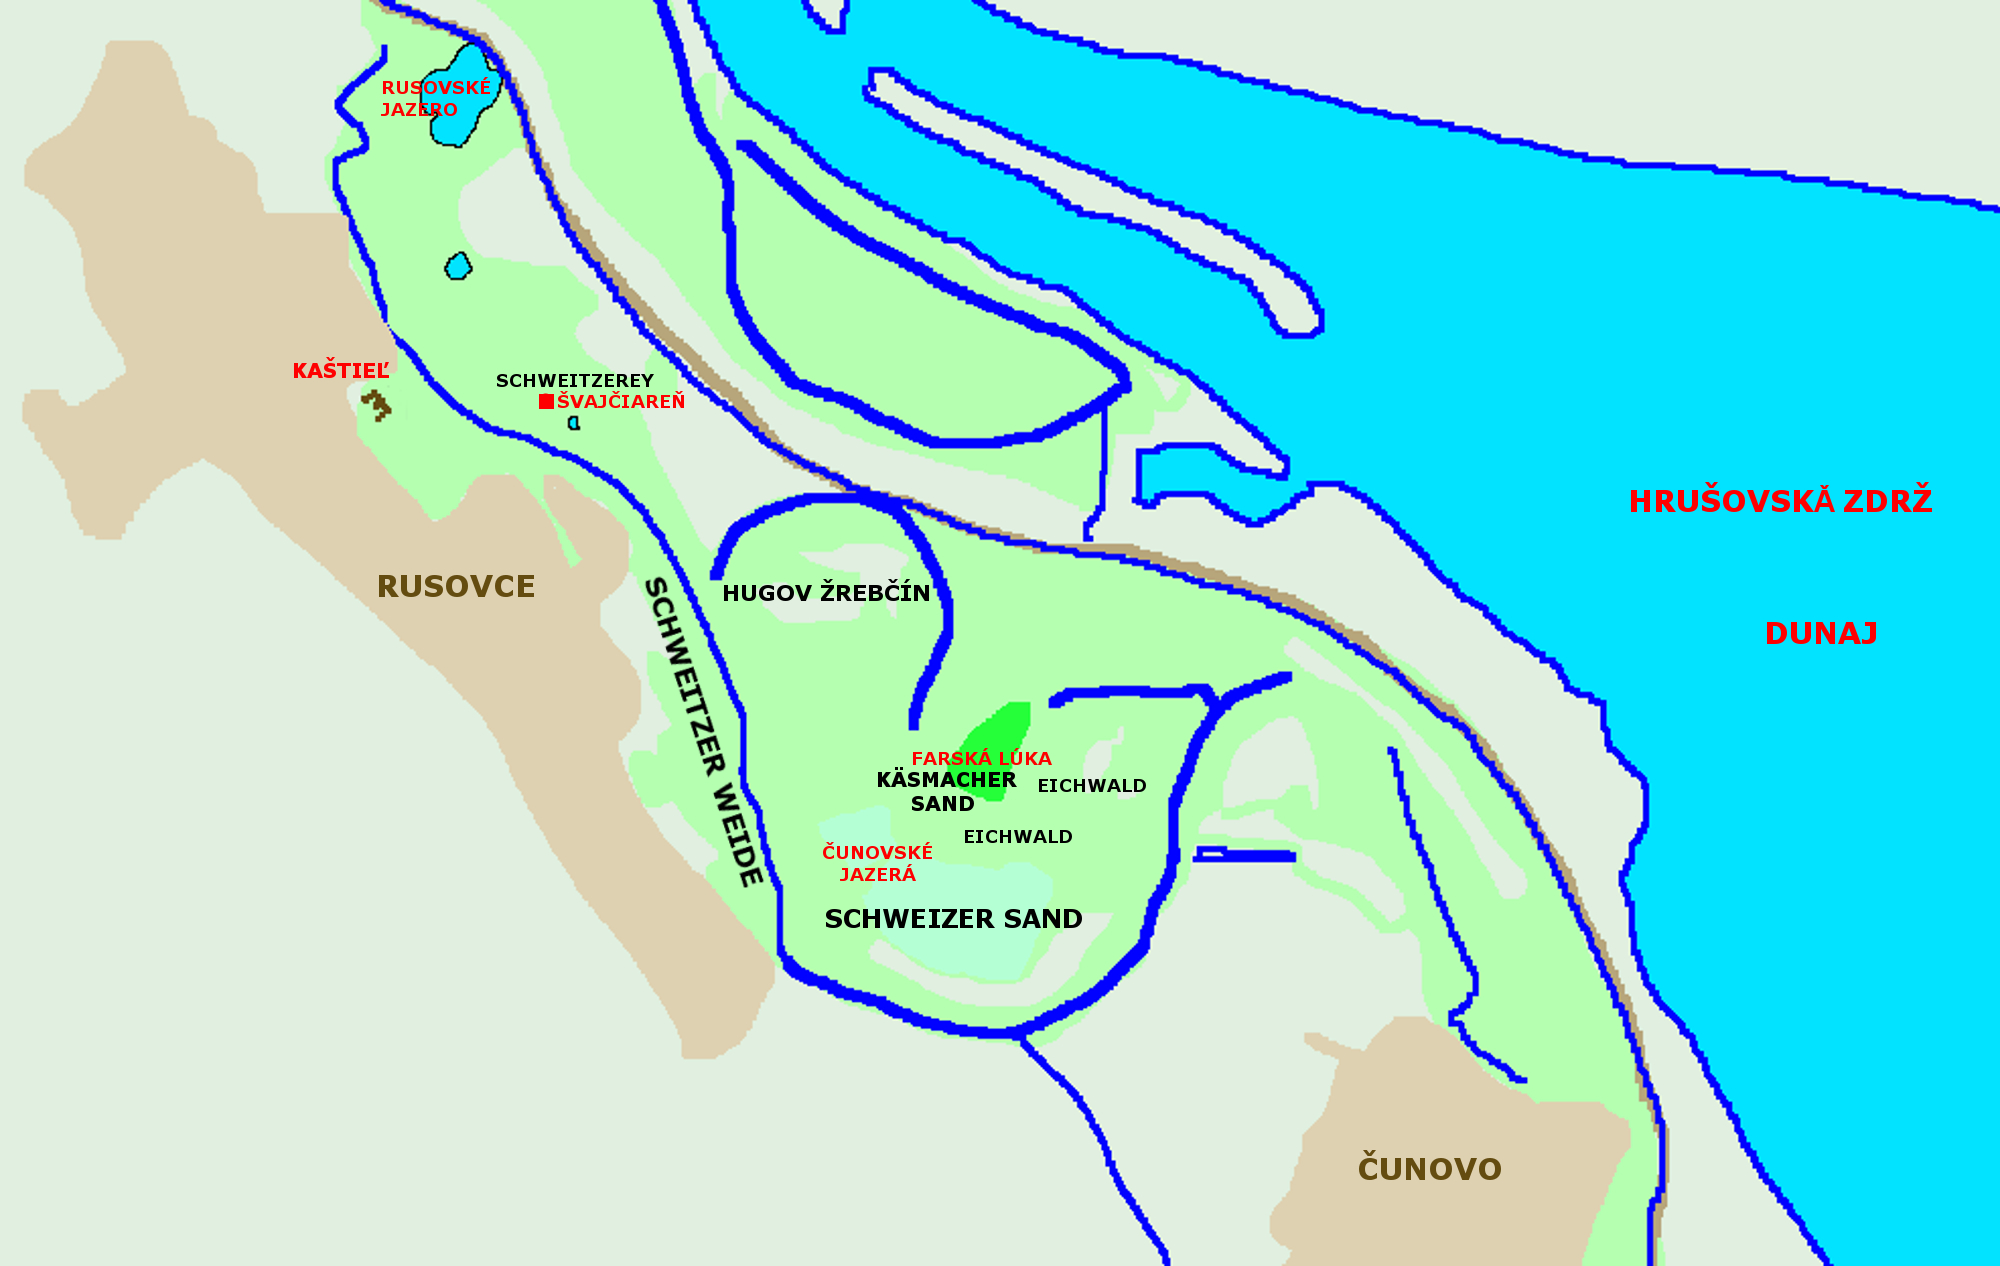 RUSOVSKÉ
JAZERO
KAŠTIEĽ
SCHWEITZEREY
ŠVAJČIAREŇ
HRUŠOVSKÁ ZDRŽ
RUSOVCE
HUGOV ŽREBČÍN
DUNAJ
SCHWEITZER WEIDE
FARSKÁ LÚKA
KÄSMACHER
SAND
EICHWALD
EICHWALD
ČUNOVSKÉ
JAZERÁ
SCHWEIZER SAND
ČUNOVO